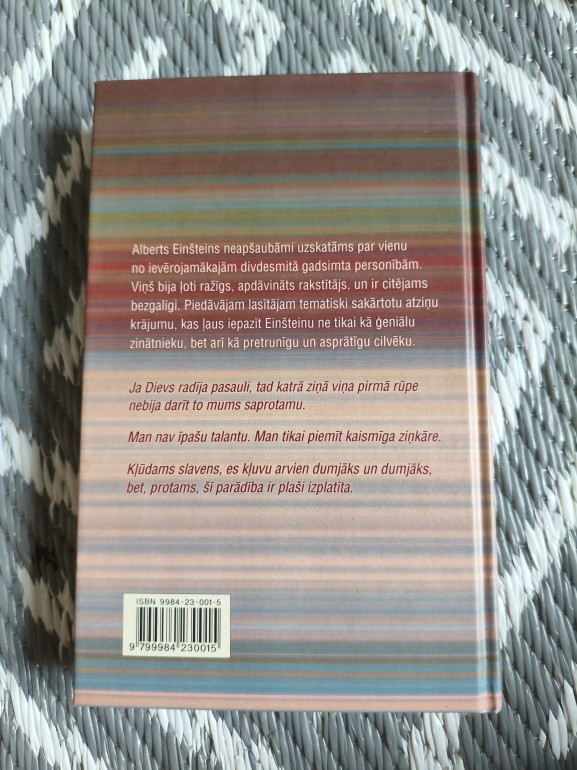 Alberts Einšteins neapšaubāmi uzskatāms par vienu
no ievērojamākajām divdesmitā gadsimta personībām.
Viņš bija ļoti ražīgs, apdāvināts rakstītājs, un ir citējams
bezgalīgi. Piedāvājam lasītājam tematiski sakārtotu atziņu
krājumu, kas ļaus iepazīt Einšteinu ne tikai kā ģeniālu
zinātnieku, bet arī kā pretrunīgu un asprātīgu cilvēku.
Ja Dievs radīja pasauli, tad katrā ziņā viņa pirmā rūpe
nebija darīt to mums saprotamu.
Man nav īpašu talantu. Man tikai piemīt kaismīga ziņkāre.
Kļūdams slavens, es kļuvu arvien dumjāks un dumjāks,
bet, protams, šī parādība ir plaši izplatīta.
ISBN 9984-23-001-5
9 799984 230015